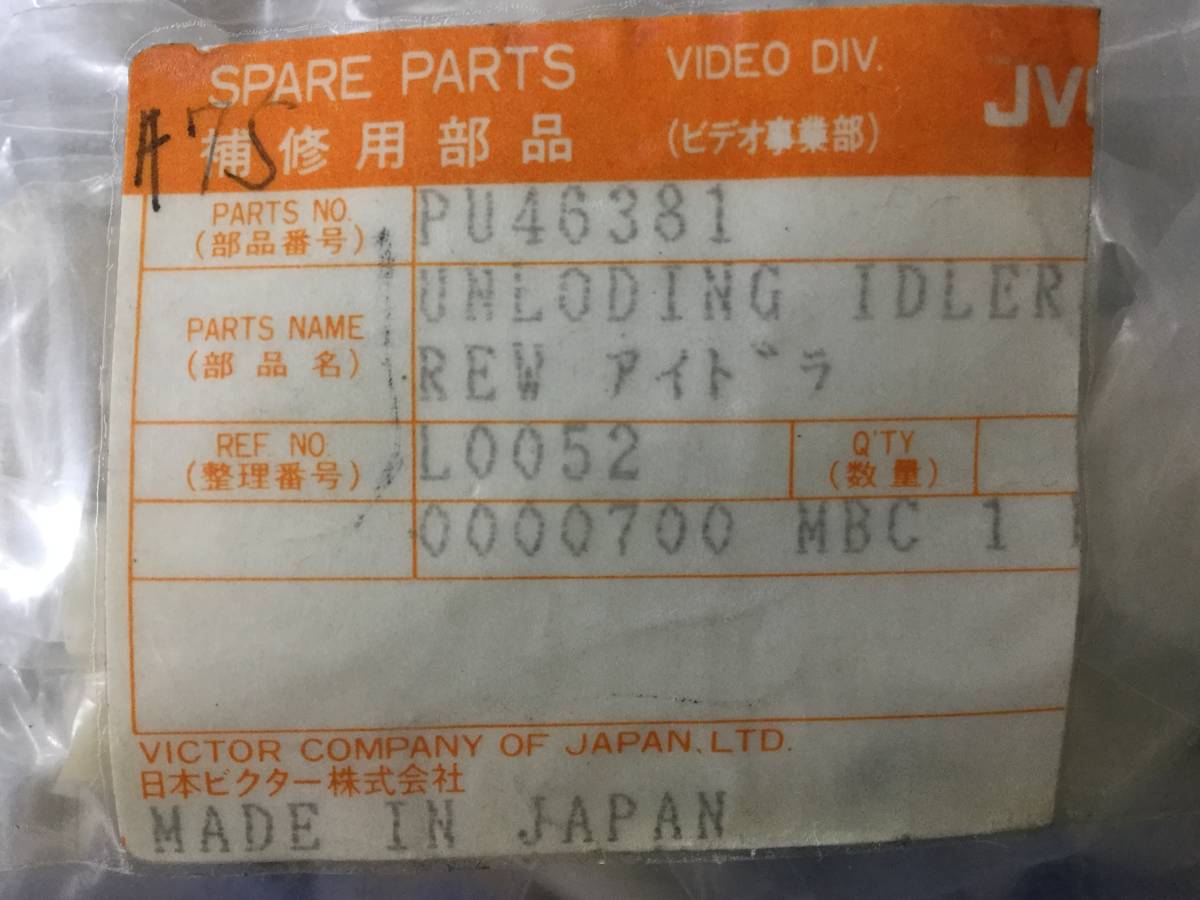 SPARE PARTS VIDEO DIV. JVC
補修用部品 (ビデオ事業部)
#75
PARTS NO. PU46381
(部品番号)
PARTS NAME UNLODING IDLER
(部品名) REW アイドラ
REF. NO. L0052 Q'TY
(整理番号) (数量)
0000700 MBC 1
VICTOR COMPANY OF JAPAN, LTD.
日本ビクター株式会社
MADE IN JAPAN